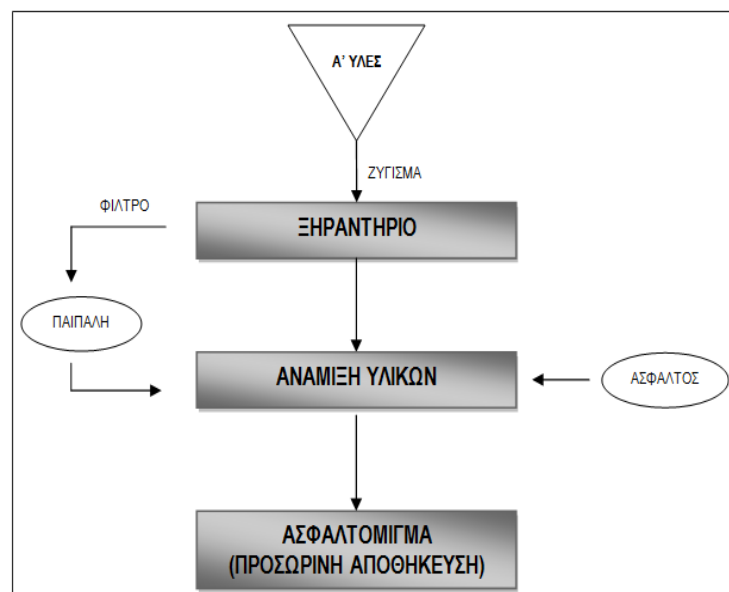 Α' ΥΛΕΣ
ΖΥΓΙΣΜΑ
ΦΙΛΤΡΟ
ΞΗΡΑΝΤΗΡΙΟ
ΠΑΙΠΑΛΗ
ΑΝΑΜΙΞΗ ΥΛΙΚΩΝ
ΑΣΦΑΛΤΟΣ
ΑΣΦΑΛΤΟΜΙΓΜΑ
(ΠΡΟΣΩΡΙΝΗ ΑΠΟΘΗΚΕΥΣΗ)